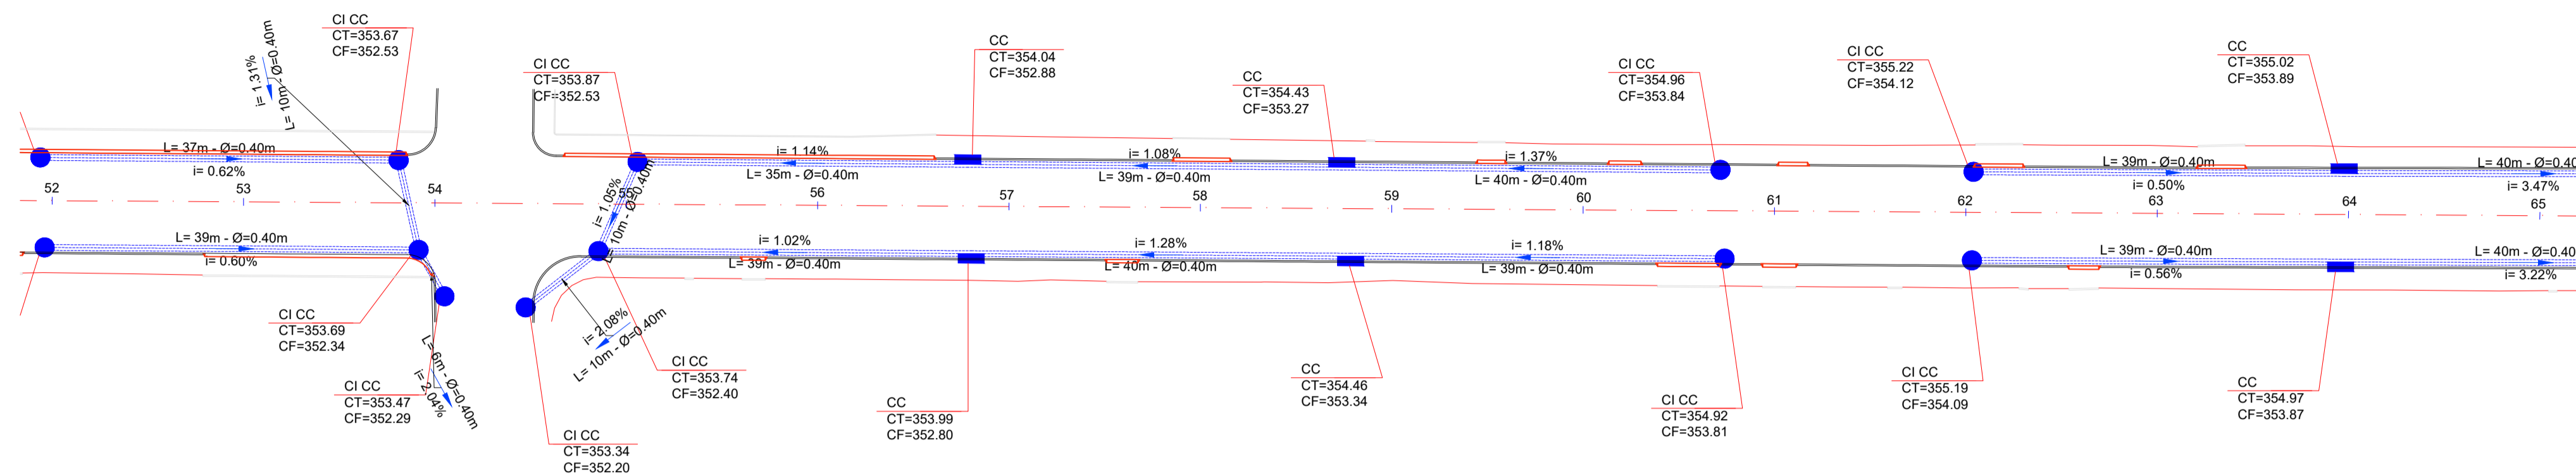 CI CC
CT=353.67
CF=352.53
i= 1.31%
L= 10m - Ø=0.40m
CI CC
CT=353.87
CF=352.53
CC
CT=354.04
CF=352.88
CC
CT=354.43
CF=353.27
CI CC
CT=354.96
CF=353.84
CI CC
CT=355.22
CF=354.12
CC
CT=355.02
CF=353.89
L= 37m - Ø=0.40m
i= 0.62%
i= 1.14%
L= 35m - Ø=0.40m
i= 1.08%
L= 39m - Ø=0.40m
i= 1.37%
L= 40m - Ø=0.40m
L= 39m - Ø=0.40m
i= 0.50%
L= 40m - Ø=0.40
i= 3.47%
i= 1.05%
L= 10m - Ø=0.40m
52
53
54
55
56
57
58
59
60
61
62
63
64
65
L= 39m - Ø=0.40m
i= 0.60%
i= 1.02%
L= 39m - Ø=0.40m
i= 1.28%
L= 40m - Ø=0.40m
i= 1.18%
L= 39m - Ø=0.40m
L= 39m - Ø=0.40m
i= 0.56%
L= 40m - Ø=0.40
i= 3.22%
CI CC
CT=353.69
CF=352.34
L= 6m - Ø=0.40m
i= 2.04%
i= 2.08%
L= 10m - Ø=0.40m
CI CC
CT=353.47
CF=352.29
CI CC
CT=353.34
CF=352.20
CI CC
CT=353.74
CF=352.40
CC
CT=353.99
CF=352.80
CC
CT=354.46
CF=353.34
CI CC
CT=354.92
CF=353.81
CI CC
CT=355.19
CF=354.09
CC
CT=354.97
CF=353.87